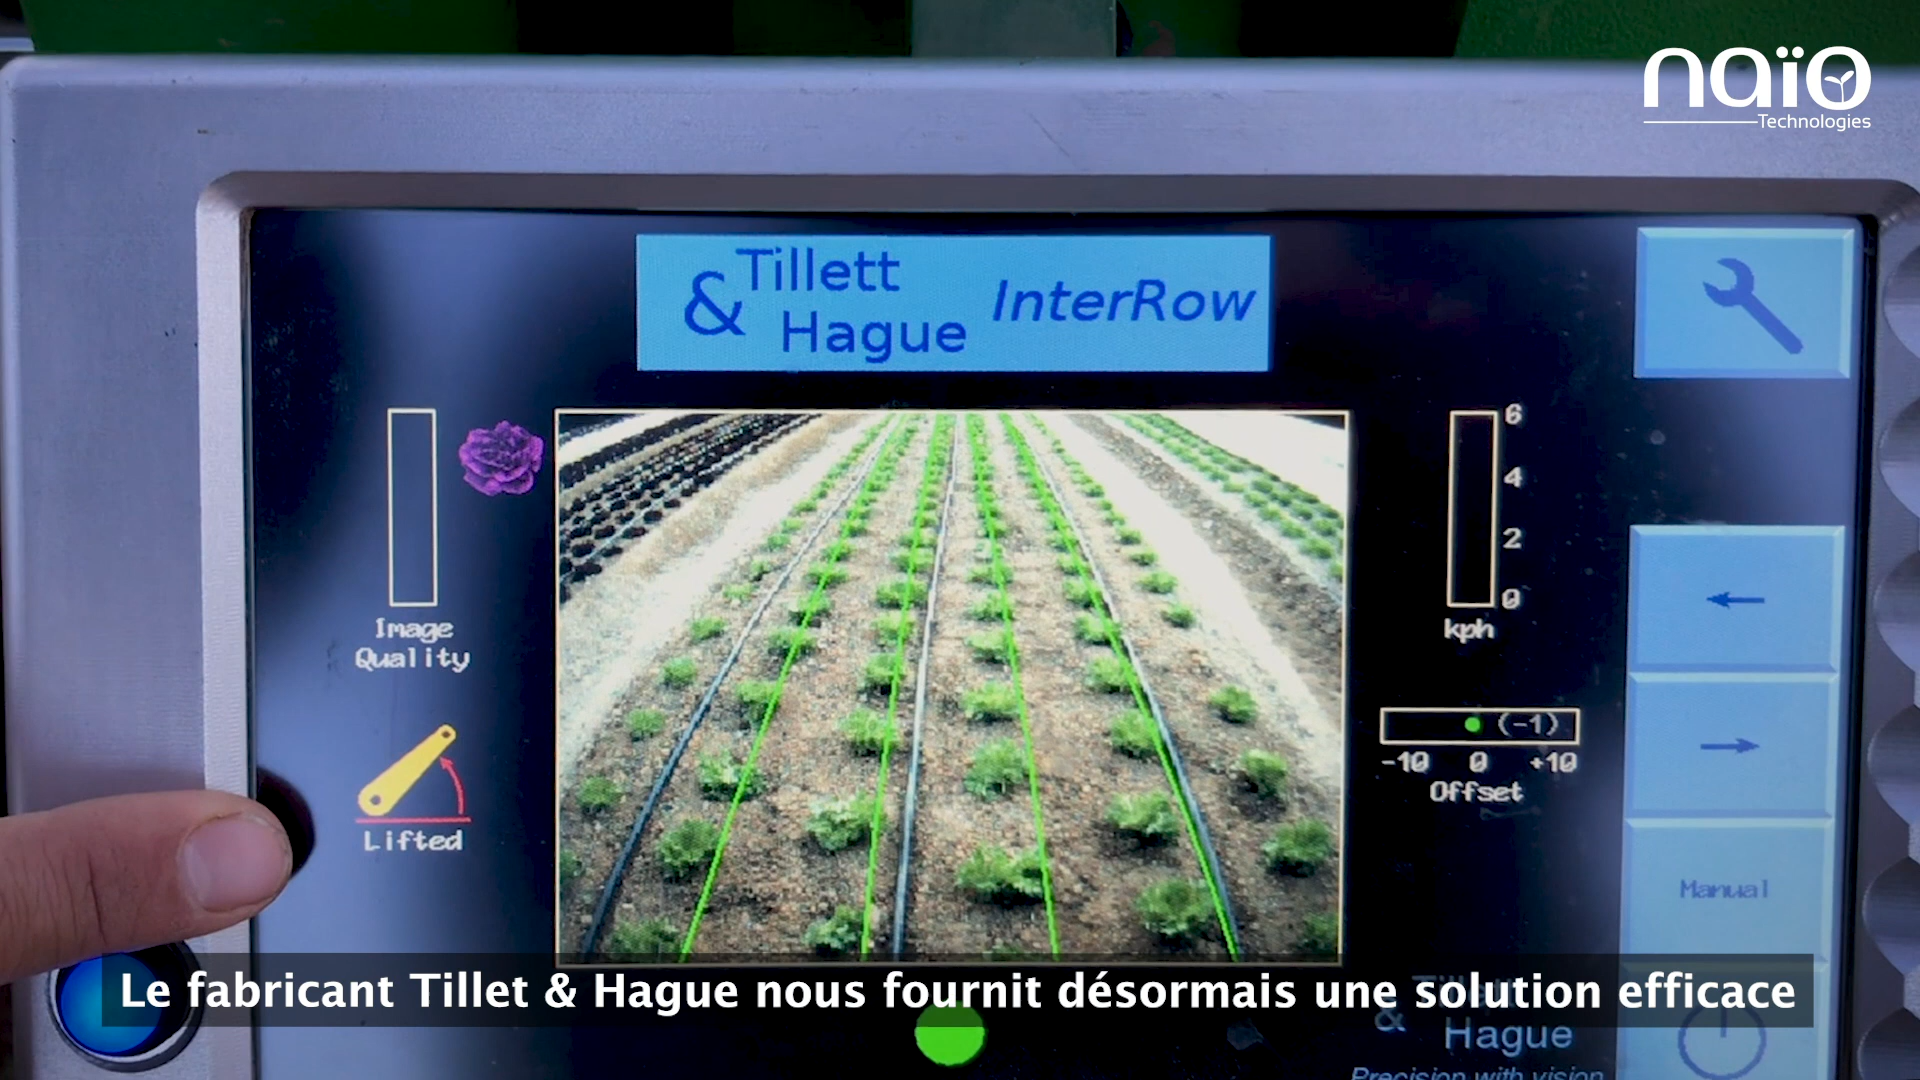 naïo
Technologies
& Tillett
Hague
InterRow
Image
Quality
Lifted
6
4
2
0
kph
(-1)
-10 0 +10
Offset
Manual
Le fabricant Tillet & Hague nous fournit désormais une solution efficace
&
Hague
Precision with vision